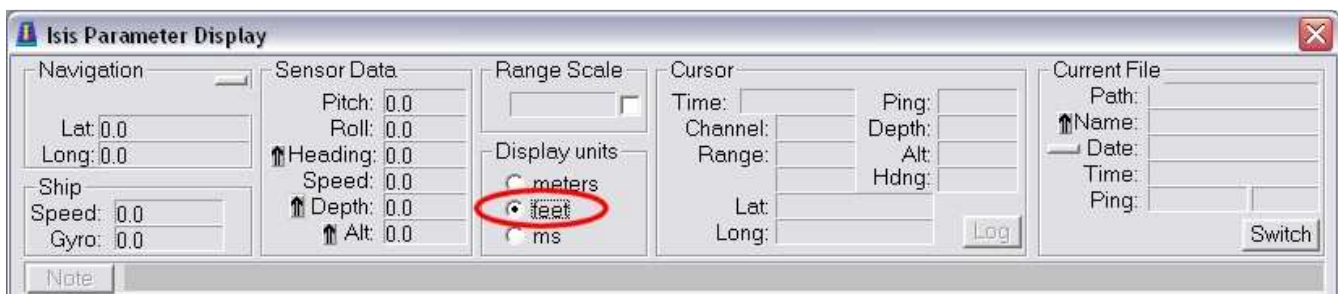 Isis Parameter Display
Navigation
Lat: 0.0
Long: 0.0
Ship
Speed: 0.0
Gyro: 0.0
Sensor Data
Pitch: 0.0
Roll: 0.0
Heading: 0.0
Speed: 0.0
Depth: 0.0
Alt: 0.0
Range Scale
Display units
meters
feet
ms
Cursor
Time:
Channel:
Range:
Ping:
Depth:
Alt:
Hdng:
Lat:
Long:
Log
Current File
Path:
Name:
Date:
Time:
Ping:
Switch
Note